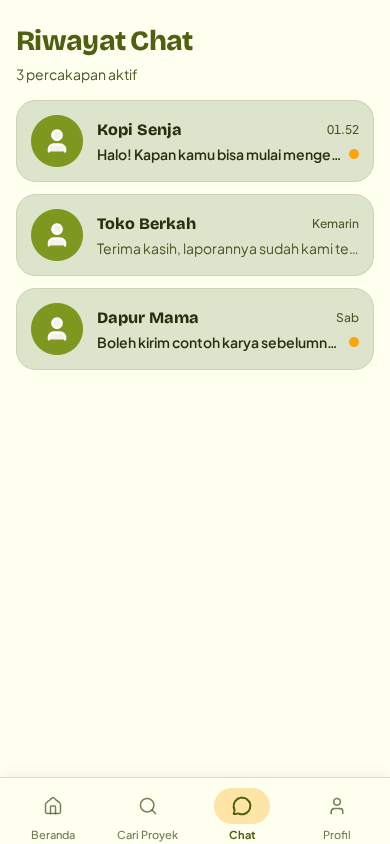 Riwayat Chat
3 percakapan aktif
Kopi Senja 01.52
Halo! Kapan kamu bisa mulai menge...
Toko Berkah Kemarin
Terima kasih, laporannya sudah kami te...
Dapur Mama Sab
Boleh kirim contoh karya sebelumn...
Beranda Cari Proyek Chat Profil